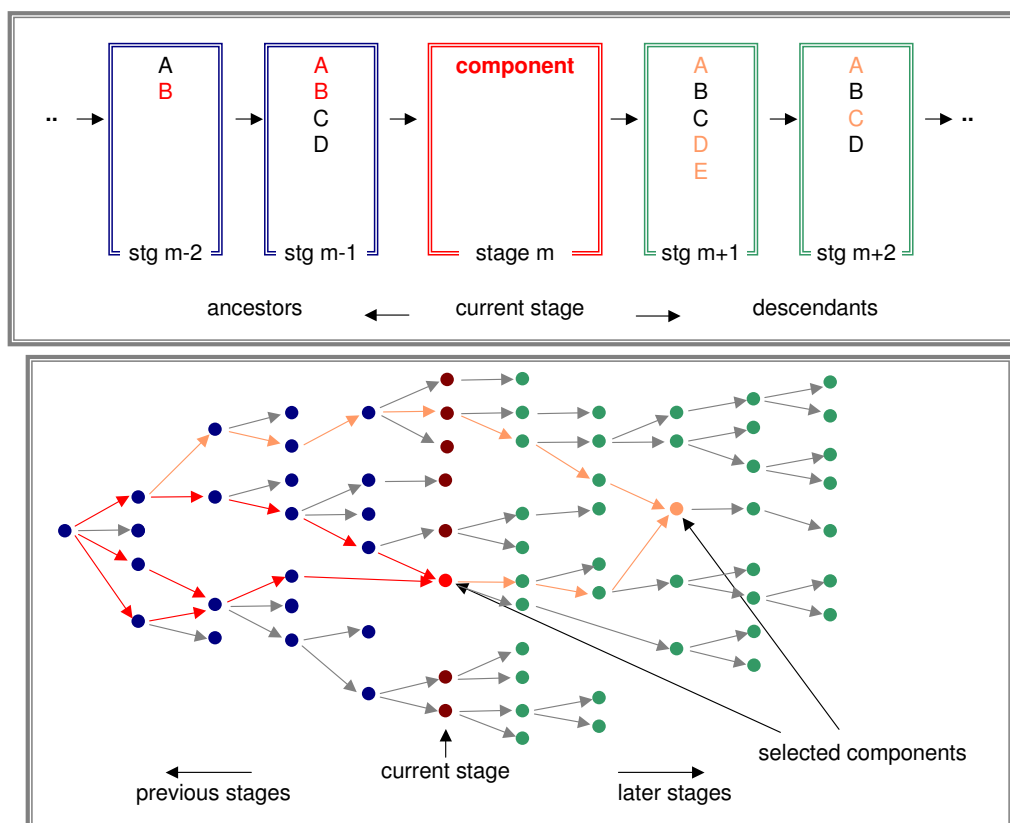 A
B
stg m-2
A
B
C
D
stg m-1
component
stage m
A
B
C
D
E
stg m+1
A
B
C
D
stg m+2
..
..
ancestors
current stage
descendants
selected components
current stage
previous stages
later stages